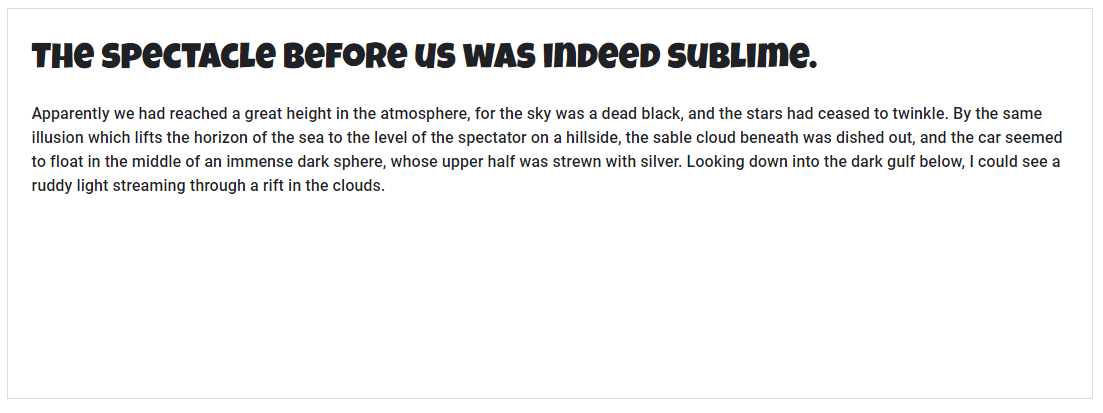 The spectacle before us was indeed sublime.
Apparently we had reached a great height in the atmosphere, for the sky was a dead black, and the stars had ceased to twinkle. By the same
illusion which lifts the horizon of the sea to the level of the spectator on a hillside, the sable cloud beneath was dished out, and the car seemed
to float in the middle of an immense dark sphere, whose upper half was strewn with silver. Looking down into the dark gulf below, I could see a
ruddy light streaming through a rift in the clouds.